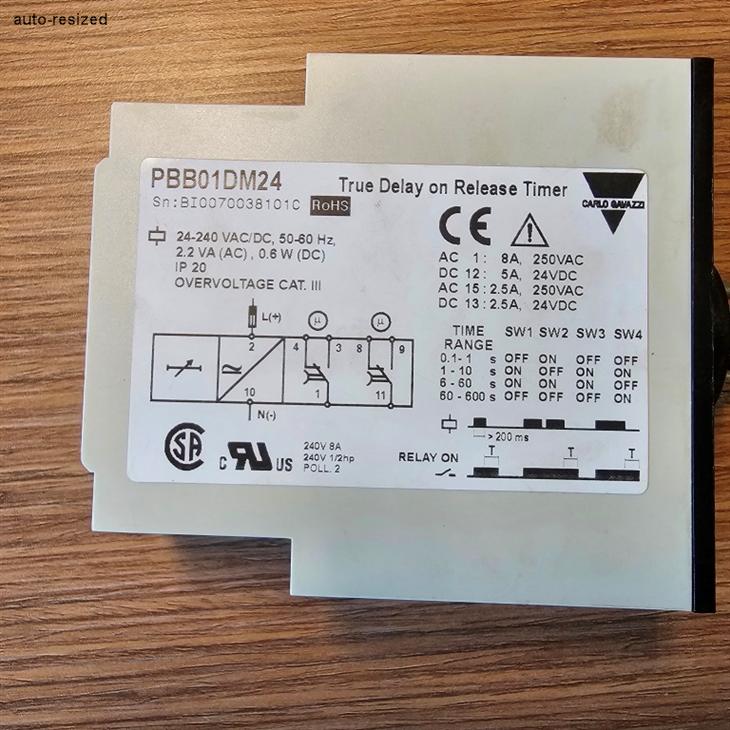 auto-resized
PBB01DM24 True Delay on Release Timer
Sn:BI0070038101C RoHS
CARLO GAVAZZI
CE
24-240 VAC/DC, 50-60 Hz,
2.2 VA (AC) , 0.6 W (DC)
IP 20
OVERVOLTAGE CAT. III
AC 1 : 8A, 250VAC
DC 12 : 5A, 24VDC
AC 15 : 2.5A, 250VAC
DC 13 : 2.5A, 24VDC
L(+) μ μ
2 4 3 8 9
10 1 11
N(-)
TIME RANGE SW1 SW2 SW3 SW4
0.1- 1 s OFF ON OFF OFF
1 - 10 s ON ON OFF OFF
6 - 60 s ON ON OFF ON
60 - 600 s OFF OFF ON ON
> 200 ms
RELAY ON T T T
SA
c RU US
240V 8A
240V 1/2hp
POLL. 2